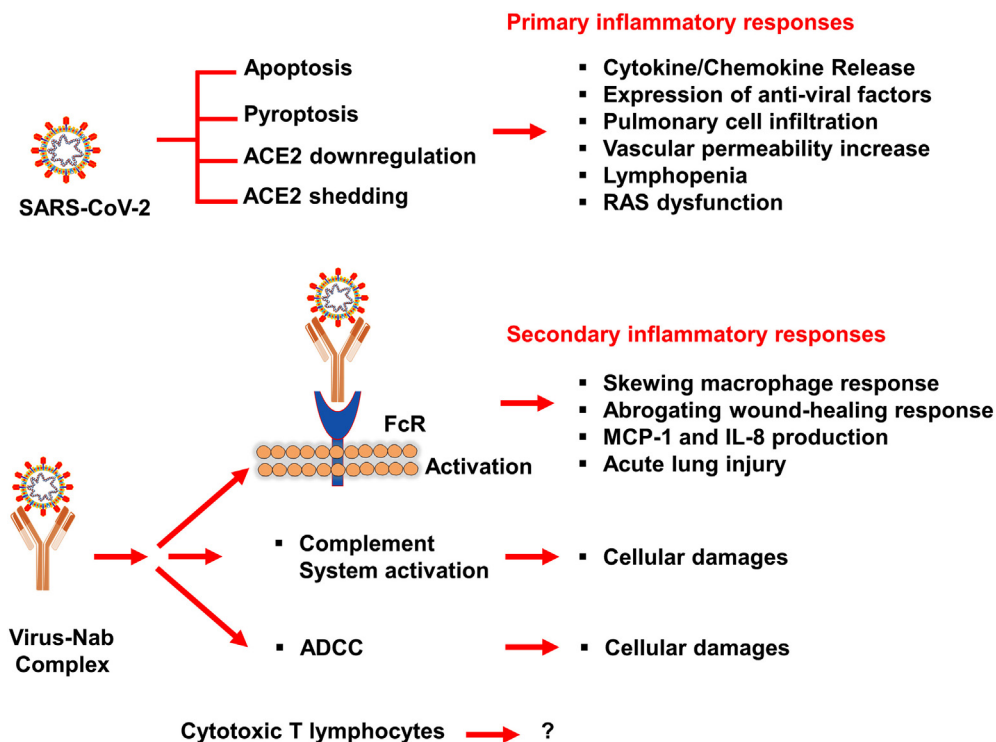 Primary inflammatory responses
SARS-CoV-2
Apoptosis
Pyroptosis
ACE2 downregulation
ACE2 shedding
▪ Cytokine/Chemokine Release
▪ Expression of anti-viral factors
▪ Pulmonary cell infiltration
▪ Vascular permeability increase
▪ Lymphopenia
▪ RAS dysfunction
Secondary inflammatory responses
FcR
Activation
▪ Skewing macrophage response
▪ Abrogating wound-healing response
▪ MCP-1 and IL-8 production
▪ Acute lung injury
Virus-Nab
Complex
▪ Complement
System activation
▪ Cellular damages
▪ ADCC
▪ Cellular damages
Cytotoxic T lymphocytes
?